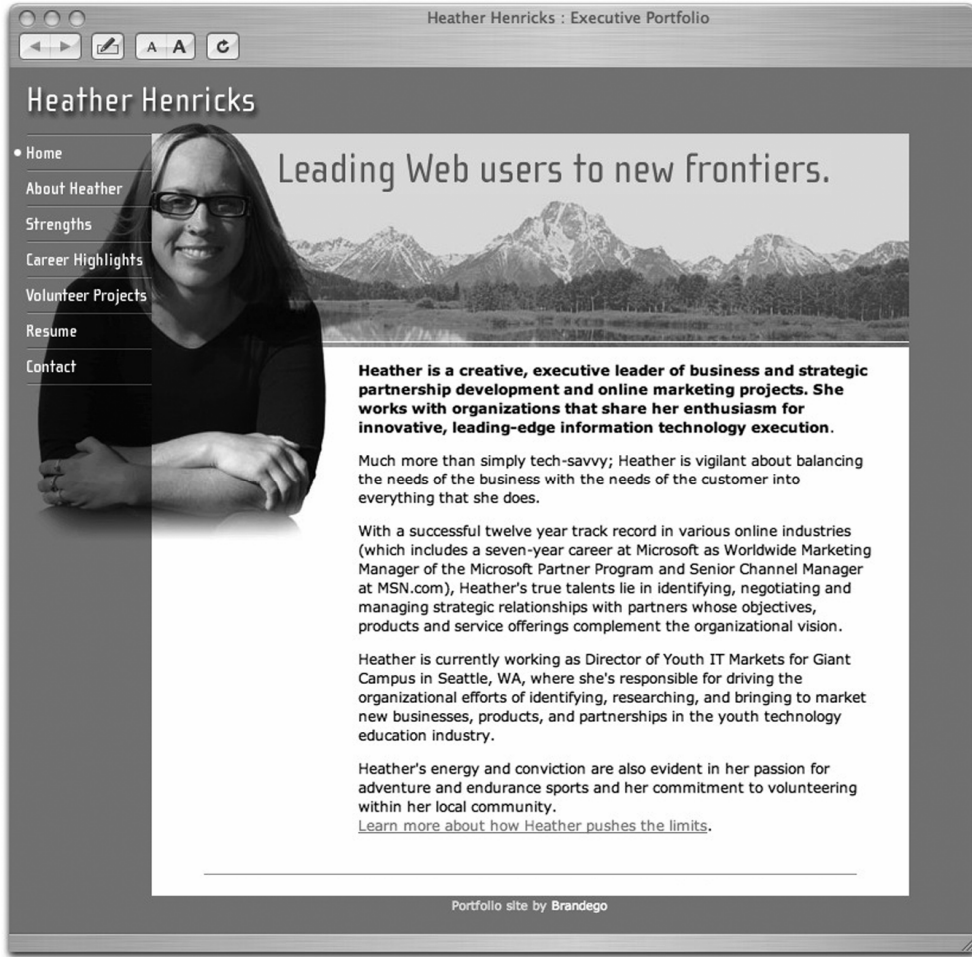 Heather Henricks : Executive Portfolio
A A
Heather Henricks
Home
About Heather
Strengths
Career Highlights
Volunteer Projects
Resume
Contact
Leading Web users to new frontiers.
Heather is a creative, executive leader of business and strategic
partnership development and online marketing projects. She
works with organizations that share her enthusiasm for
innovative, leading-edge information technology execution.
Much more than simply tech-savvy; Heather is vigilant about balancing
the needs of the business with the needs of the customer into
everything that she does.
With a successful twelve year track record in various online industries
(which includes a seven-year career at Microsoft as Worldwide Marketing
Manager of the Microsoft Partner Program and Senior Channel Manager
at MSN.com), Heather's true talents lie in identifying, negotiating and
managing strategic relationships with partners whose objectives,
products and service offerings complement the organizational vision.
Heather is currently working as Director of Youth IT Markets for Giant
Campus in Seattle, WA, where she's responsible for driving the
organizational efforts of identifying, researching, and bringing to market
new businesses, products, and partnerships in the youth technology
education industry.
Heather's energy and conviction are also evident in her passion for
adventure and endurance sports and her commitment to volunteering
within her local community.
Learn more about how Heather pushes the limits.
Portfolio site by Brandego